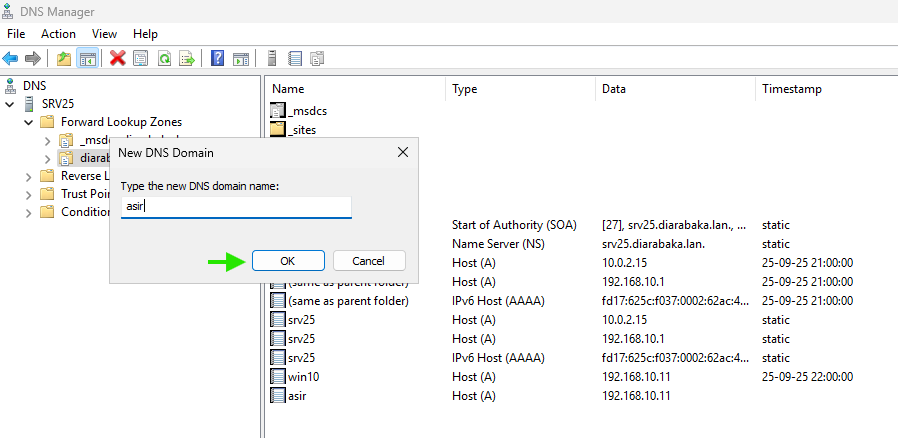 DNS Manager
File Action View Help
DNS
SRV25
Forward Lookup Zones
diarab
Reverse L
Trust Poin
Condition
New DNS Domain
Type the new DNS domain name:
asir
OK Cancel
Name Type Data Timestamp
_msdcs
_sites
Start of Authority (SOA) [27], srv25.diarabaka.lan., ... static
Name Server (NS) srv25.diarabaka.lan. static
Host (A) 10.0.2.15 25-09-25 21:00:00
(same as parent folder) Host (A) 192.168.10.1 25-09-25 21:00:00
(same as parent folder) IPv6 Host (AAAA) fd17:625c:f037:0002:62ac:4... 25-09-25 21:00:00
srv25 Host (A) 10.0.2.15 static
srv25 Host (A) 192.168.10.1 static
srv25 IPv6 Host (AAAA) fd17:625c:f037:0002:62ac:4... static
win10 Host (A) 192.168.10.11 25-09-25 22:00:00
asir Host (A) 192.168.10.11